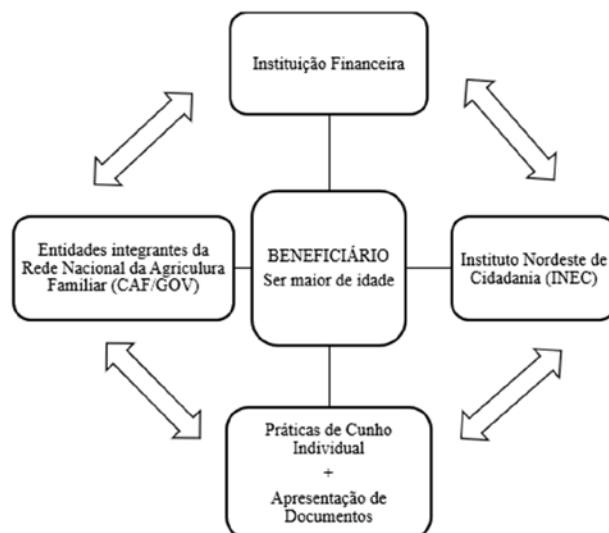 Instituição Financeira
Entidades integrantes da
Rede Nacional da Agriculura
Familiar (CAF/GOV)
BENEFICIÁRIO
Ser maior de idade
Instituto Nordeste de
Cidadania (INEC)
Práticas de Cunho
Individual
+
Apresentação de
Documentos